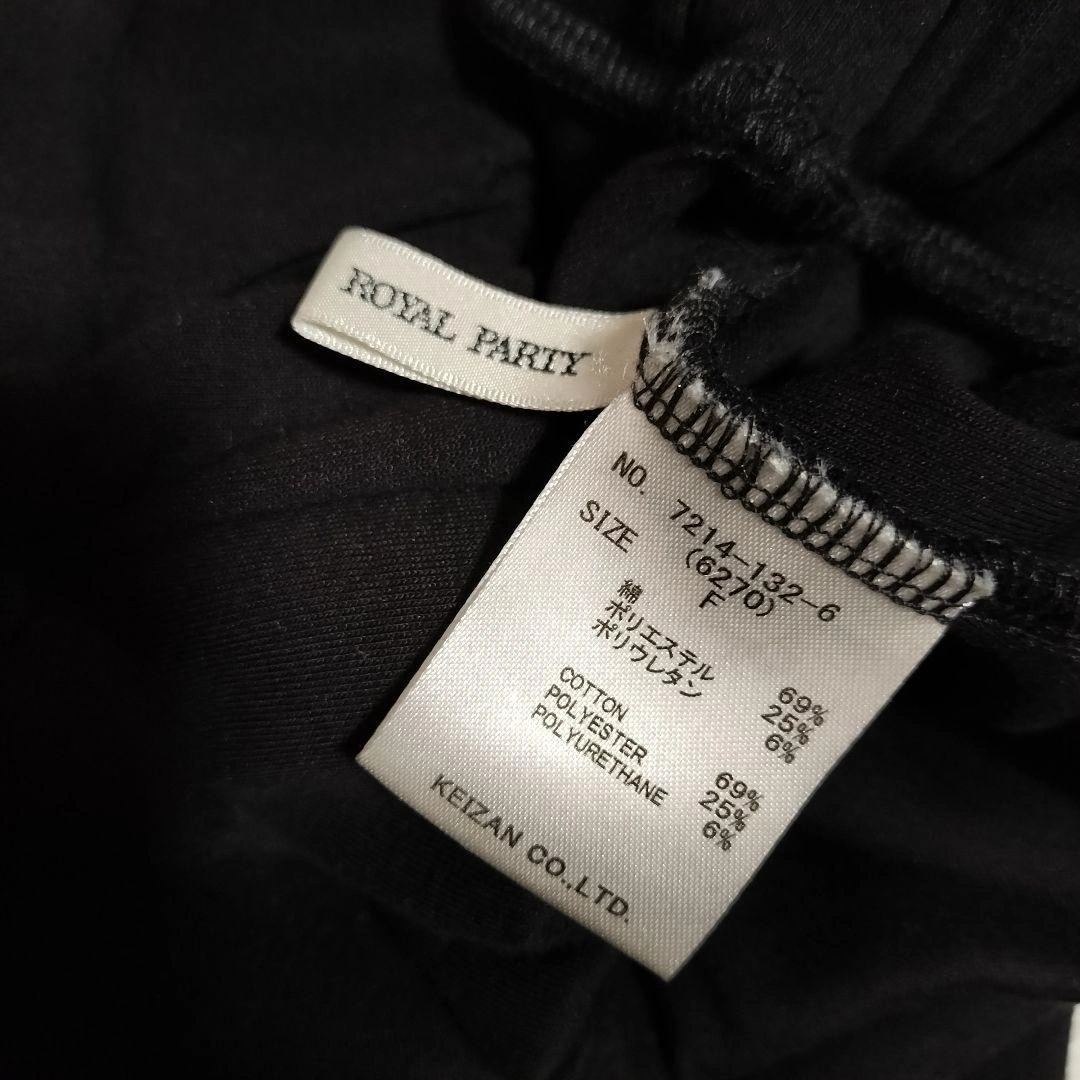 ROYAL PARTY
NO. 7214-132-6
(6270)
SIZE F
綿 69%
ポリエステル 25%
ポリウレタン 6%
COTTON 69%
POLYESTER 25%
POLYURETHANE 6%
KEIZAN CO.,LTD.